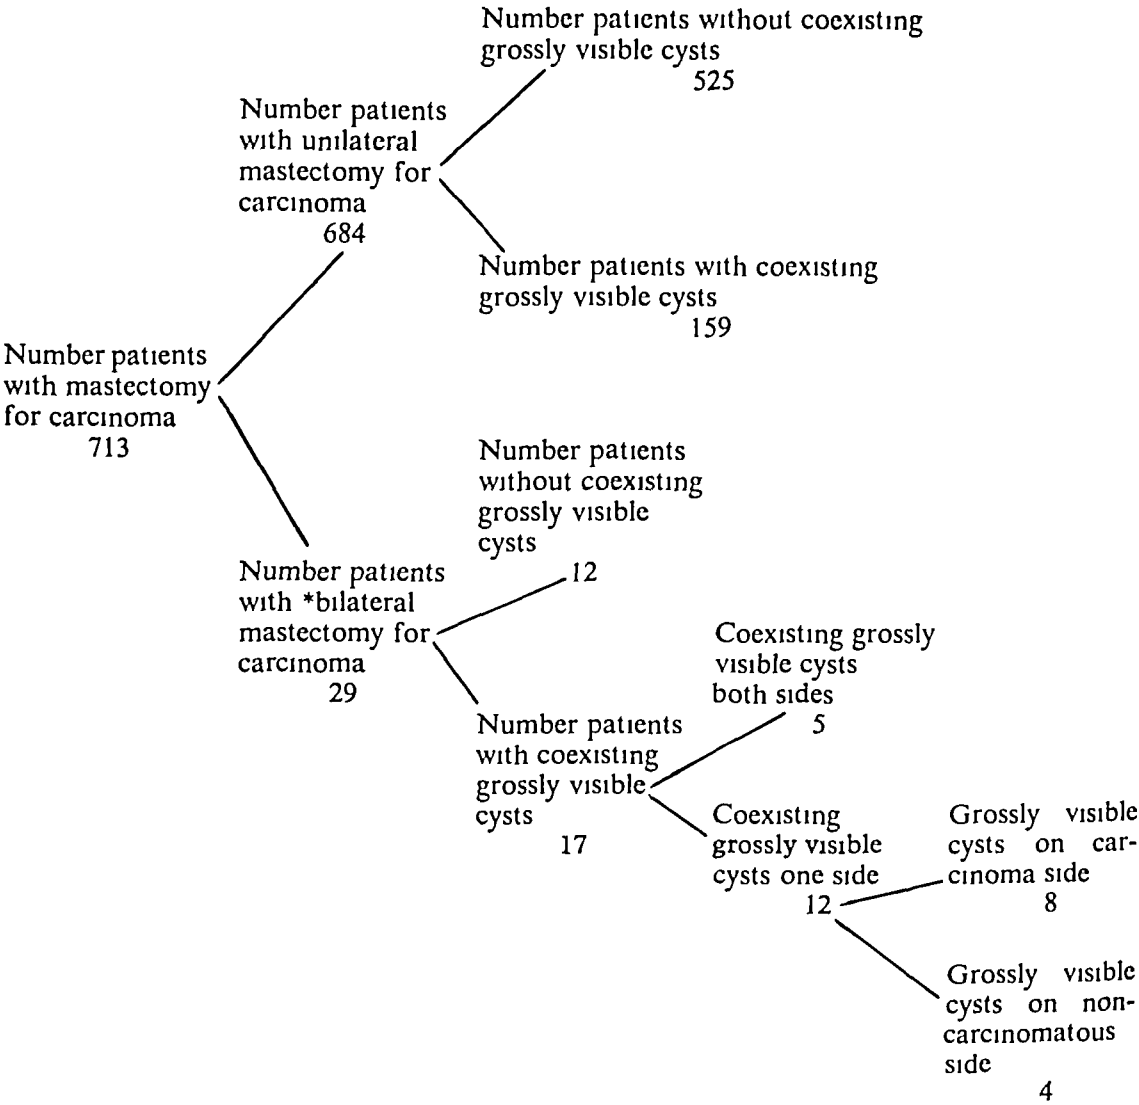 Number patients without coexisting
grossly visible cysts
525
Number patients
with unilateral
mastectomy for
carcinoma
684
Number patients with coexisting
grossly visible cysts
159
Number patients
with mastectomy
for carcinoma
713
Number patients
without coexisting
grossly visible
cysts
12
Number patients
with *bilateral
mastectomy for
carcinoma
29
Coexisting grossly
visible cysts
both sides
5
Number patients
with coexisting
grossly visible
cysts
17
Coexisting
grossly visible
cysts one side
12
Grossly visible
cysts on car-
cinoma side
8
Grossly visible
cysts on non-
carcinomatous
side
4